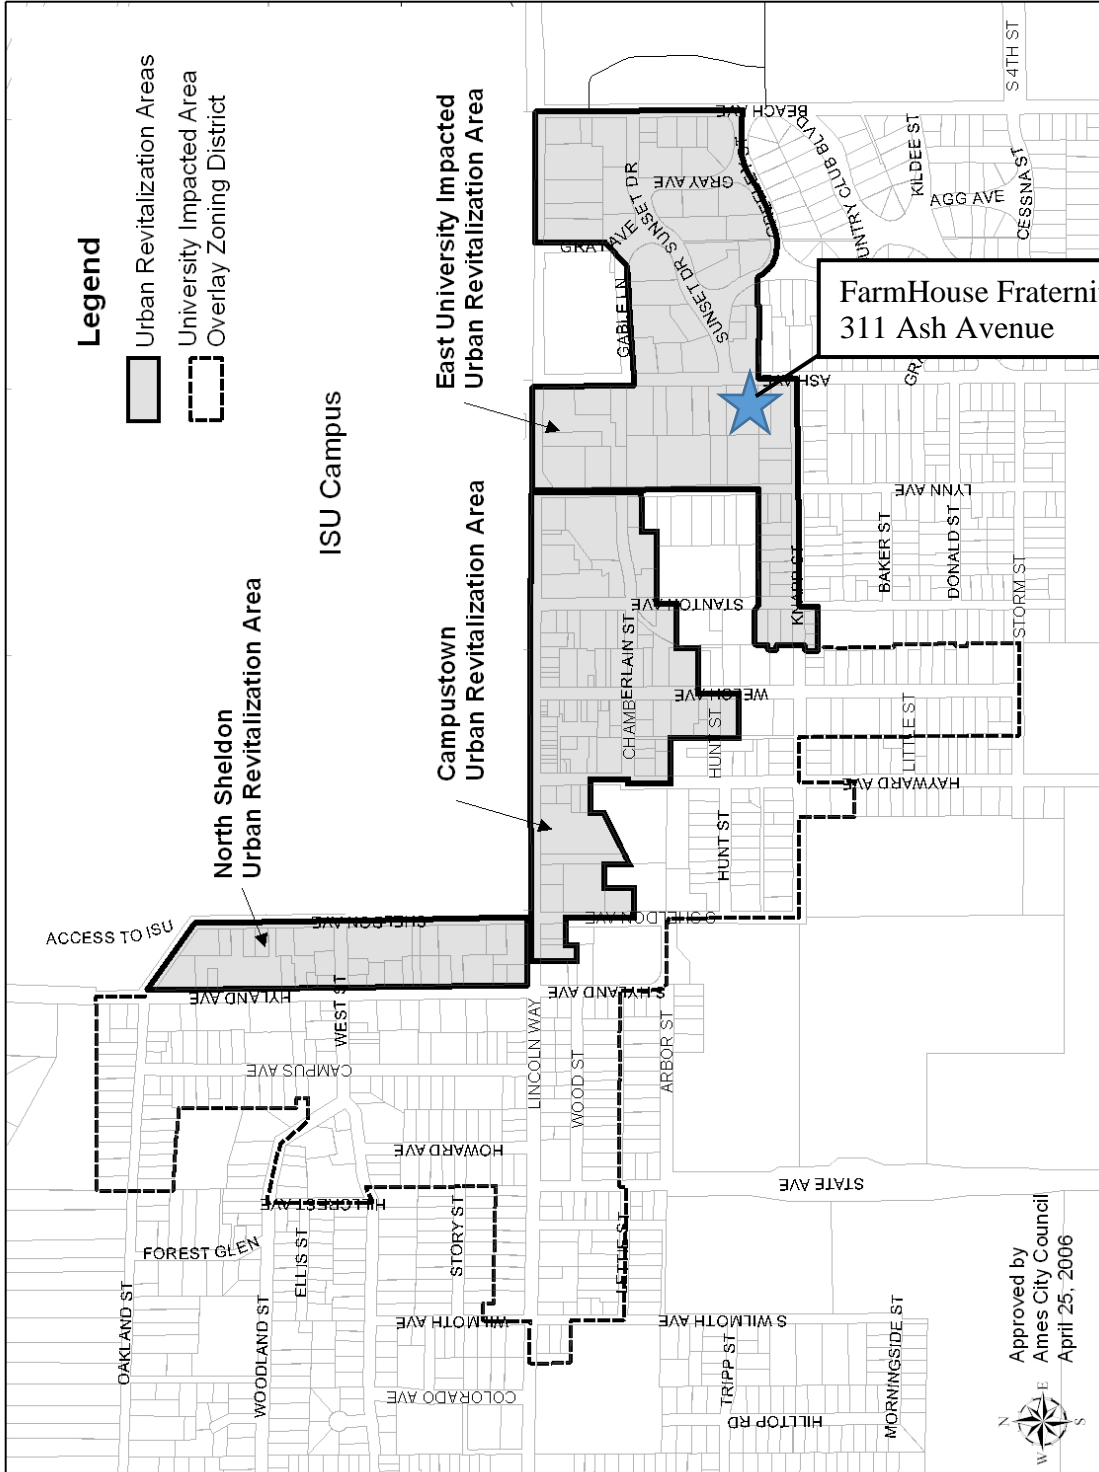 Legend
Urban Revitalization Areas
University Impacted Area
Overlay Zoning District
ISU Campus
East University Impacted
Urban Revitalization Area
Campustown
Urban Revitalization Area
North Sheldon
Urban Revitalization Area
FarmHouse Fraterni
311 Ash Avenue
ACCESS TO ISU
SHELDON AVE
HYLAND AVE
WEST ST
CAMPUS AVE
HOWARD AVE
HILLCREST AVE
FOREST GLEN
ELLIS ST
STORY ST
OAKLAND ST
WOODLAND ST
WILMOTH AVE
COLORADO AVE
LINCOLN WAY
WOOD ST
S HYLAND AVE
ARBOR ST
LETTIE ST
S WILMOTH AVE
TRIPP ST
HILLTOP RD
MORNINGSIDE ST
STATE AVE
S SHELDON AVE
HUNT ST
HUNT ST
CHAMBERLAIN ST
WELCH AVE
STANTON AVE
HAYWARD AVE
LITTLE ST
STORM ST
KNAPP ST
BAKER ST
DONALD ST
LYNN AVE
ASH AVE
GRA
GABLE LN
GRAY AVE
SUNSET DR
SUNSET DR
GRAY AVE
BEACH AVE
UNTRY CLUB BLVD
KILDEE ST
AGG AVE
CESSNA ST
S 4TH ST
Approved by
Ames City Council
April 25, 2006
N
W
E
S